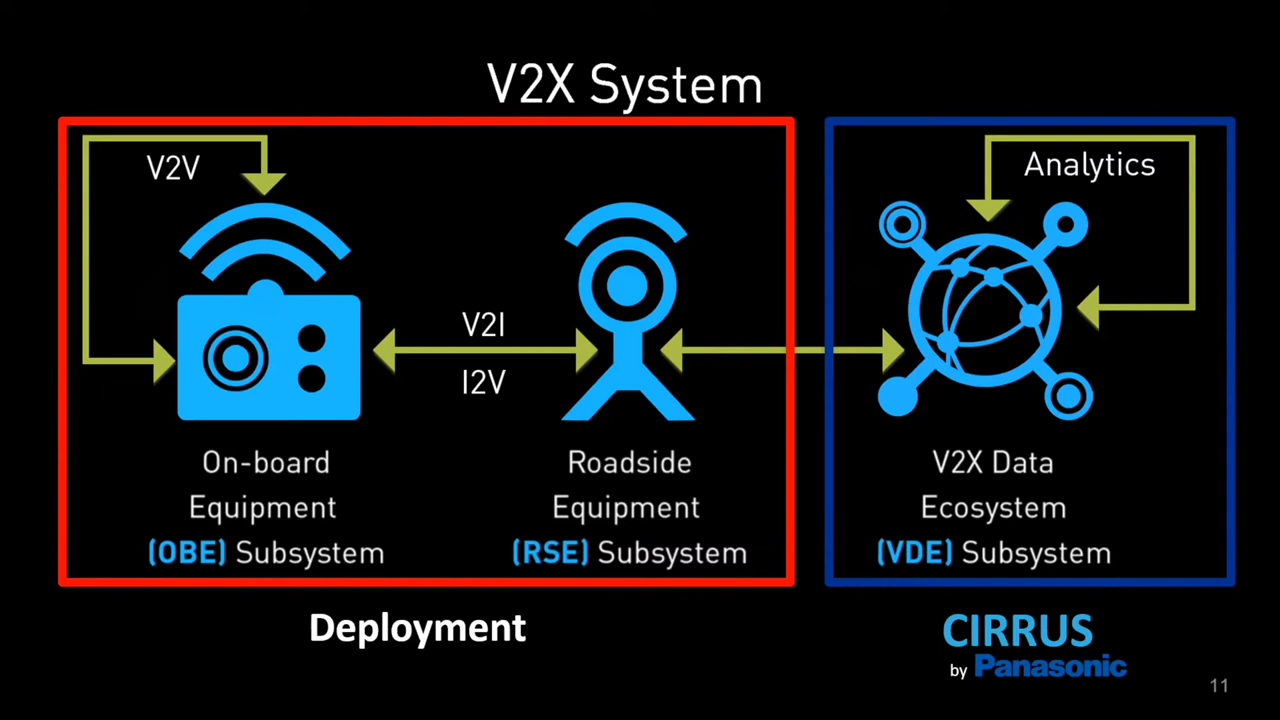 V2X System
V2V
V2I
I2V
Analytics
On-board
Equipment
(OBE) Subsystem
Roadside
Equipment
(RSE) Subsystem
V2X Data
Ecosystem
(VDE) Subsystem
Deployment
CIRRUS
by Panasonic
11